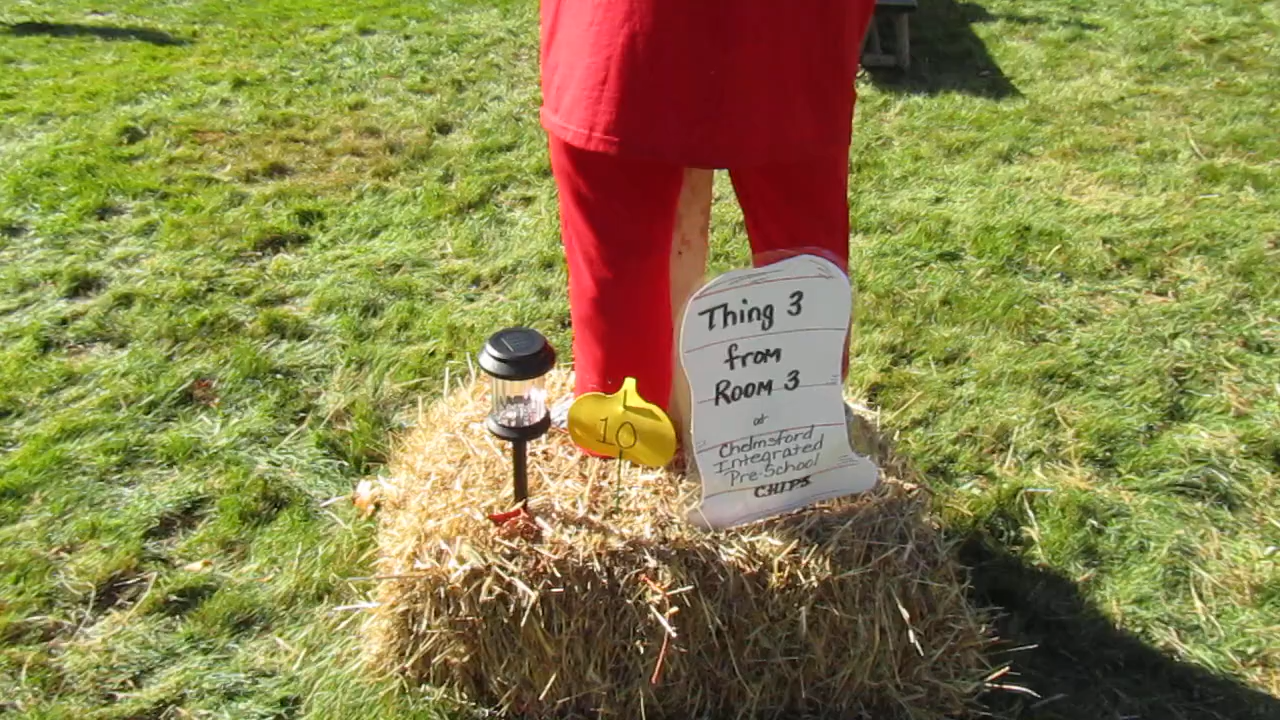 10
Thing 3
from
ROOM 3
at
Chelmsford
Integrated
Pre-School
CHIPS